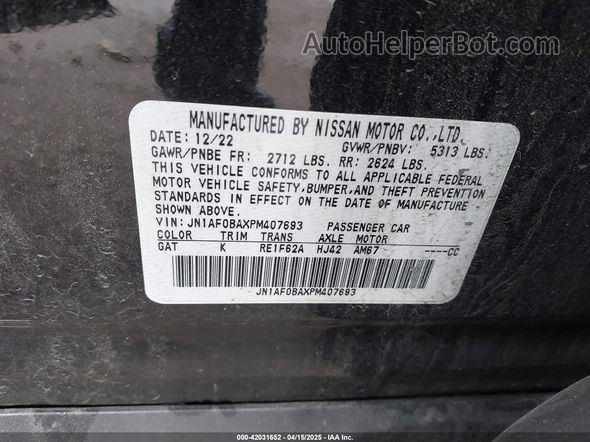 AutoHelperBot.com
MANUFACTURED BY NISSAN MOTOR CO.,LTD.
DATE: 12/22 GVWR/PNBV: 5313 LBS.
GAWR/PNBE FR: 2712 LBS. RR: 2624 LBS.
THIS VEHICLE CONFORMS TO ALL APPLICABLE FEDERAL
MOTOR VEHICLE SAFETY,BUMPER,AND THEFT PREVENTION
STANDARDS IN EFFECT ON THE DATE OF MANUFACTURE
SHOWN ABOVE.
VIN: JN1AF0BAXPM407693 PASSENGER CAR
COLOR TRIM TRANS AXLE MOTOR
GAT K RE1F62A HJ42 AM67 ----CC
JN1AF0BAXPM407693
000-42031652 - 04/15/2025 - IAA Inc.